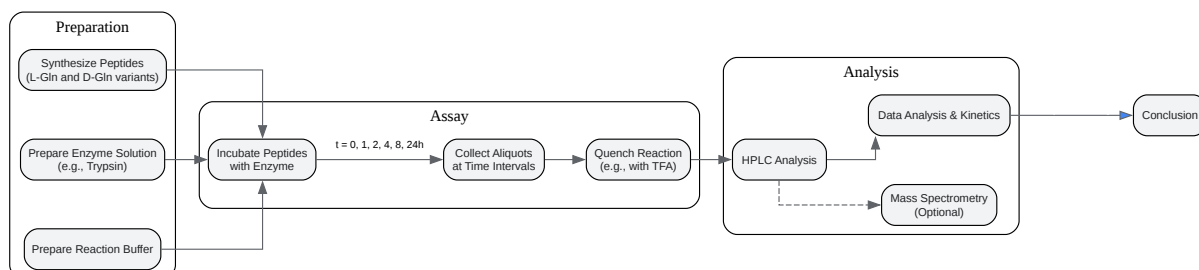 Preparation
Synthesize Peptides
(L-Gln and D-Gln variants)
Prepare Enzyme Solution
(e.g., Trypsin)
Prepare Reaction Buffer
Assay
Incubate Peptides
with Enzyme
t = 0, 1, 2, 4, 8, 24h
Collect Aliquots
at Time Intervals
Quench Reaction
(e.g., with TFA)
Analysis
HPLC Analysis
Data Analysis & Kinetics
Mass Spectrometry
(Optional)
Conclusion